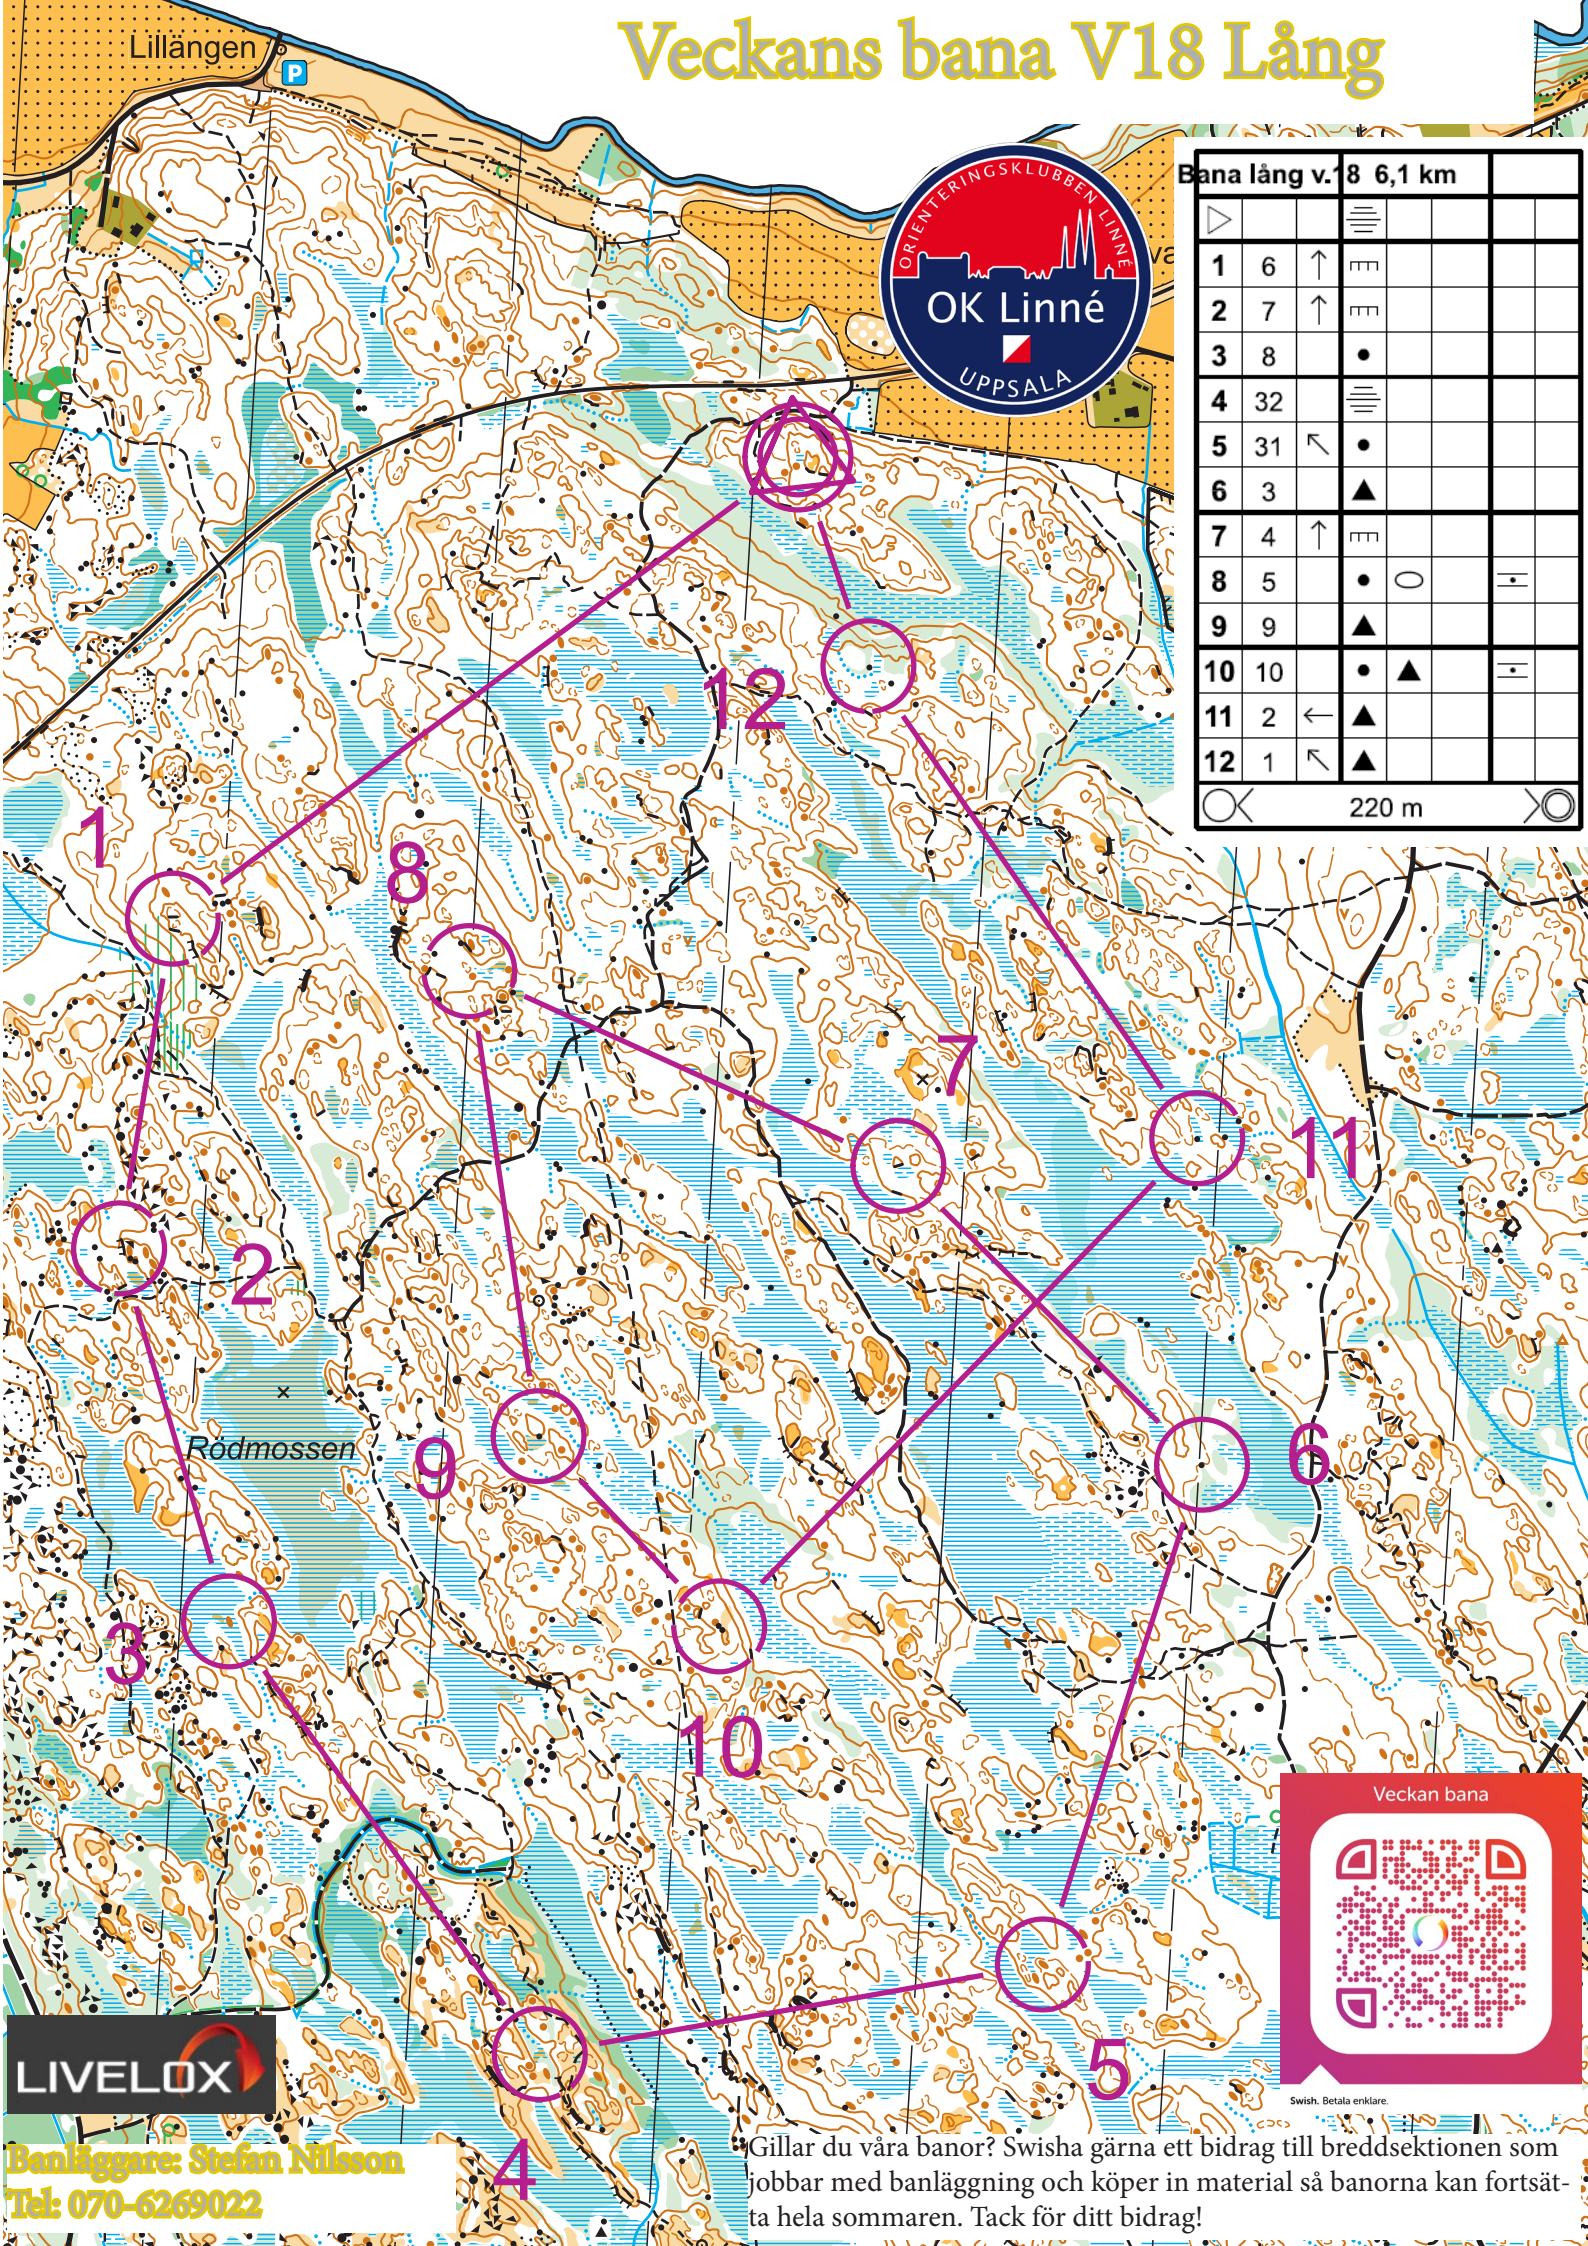 Veckans bana V18 Lång
Lillängen
P
ORIENTERINGSKLUBBEN LINNÉ
OK Linné
UPPSALA
Bana lång v.18 6,1 km
1 6
2 7
3 8
4 32
5 31
6 3
7 4
8 5
9 9
10 10
11 2
12 1
220 m
12
1
8
7
11
2
Rödmossen
9
6
3
10
5
4
Veckan bana
Swish. Betala enklare.
LIVELOX
Banläggare: Stefan Nilsson
Tel: 070-6269022
Gillar du våra banor? Swisha gärna ett bidrag till breddsektionen som
jobbar med banläggning och köper in material så banorna kan fortsät-
ta hela sommaren. Tack för ditt bidrag!